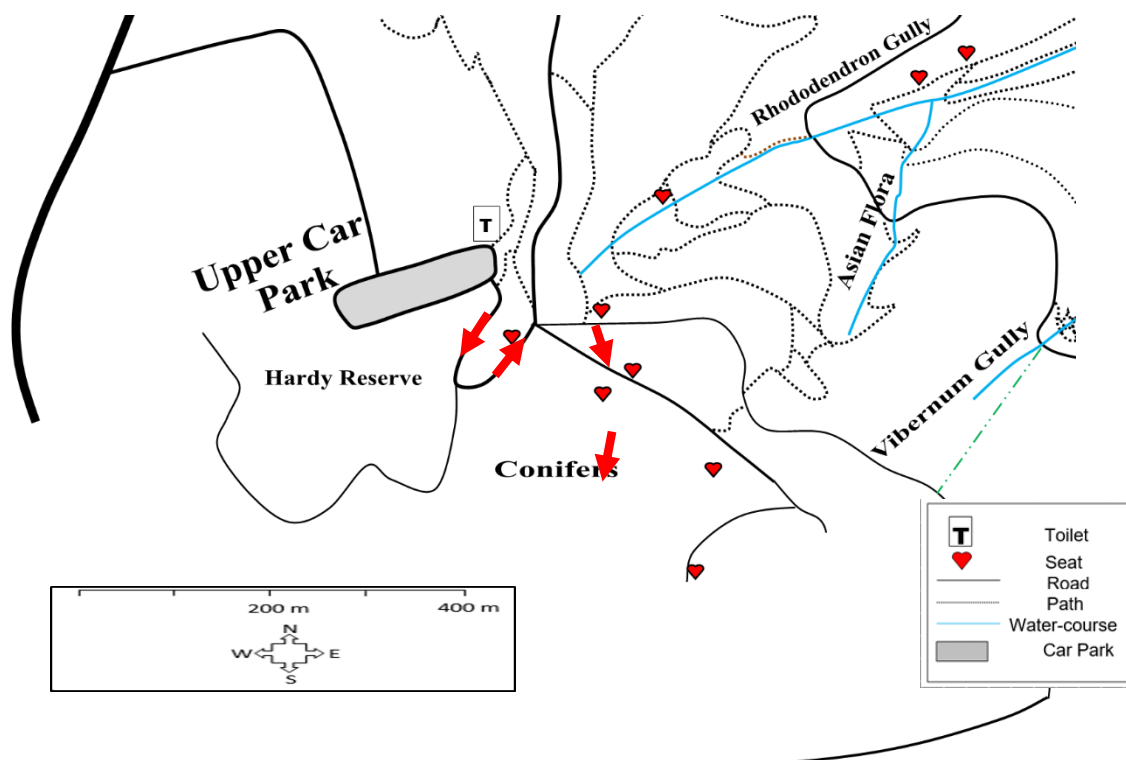 Rhododendron Gully
T
Upper Car
Park
Asian Flora
Hardy Reserve
Vibernum Gully
Conifers
T Toilet
Seat
Road
Path
Water-course
Car Park
200 m 400 m
N
W E
S